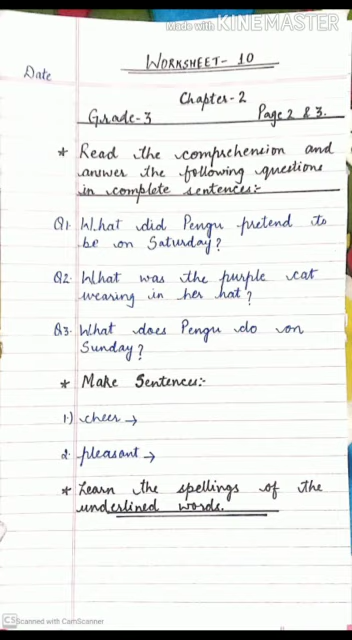 Made with KINEMASTER
WORKSHEET- 10
Date
Chapter-2
Grade-3
Page 2 & 3.
* Read the comprehension and
answer the following questions
in complete sentences:-
Q1. What did Pengu pretend to
be on Saturday?
Q2. What was the purple cat
wearing in her hat?
Q3. What does Pengu do on
Sunday?
* Make Sentences:-
1.) cheer →
2. pleasant →
* Learn the spellings of the
underlined words.
CS Scanned with CamScanner